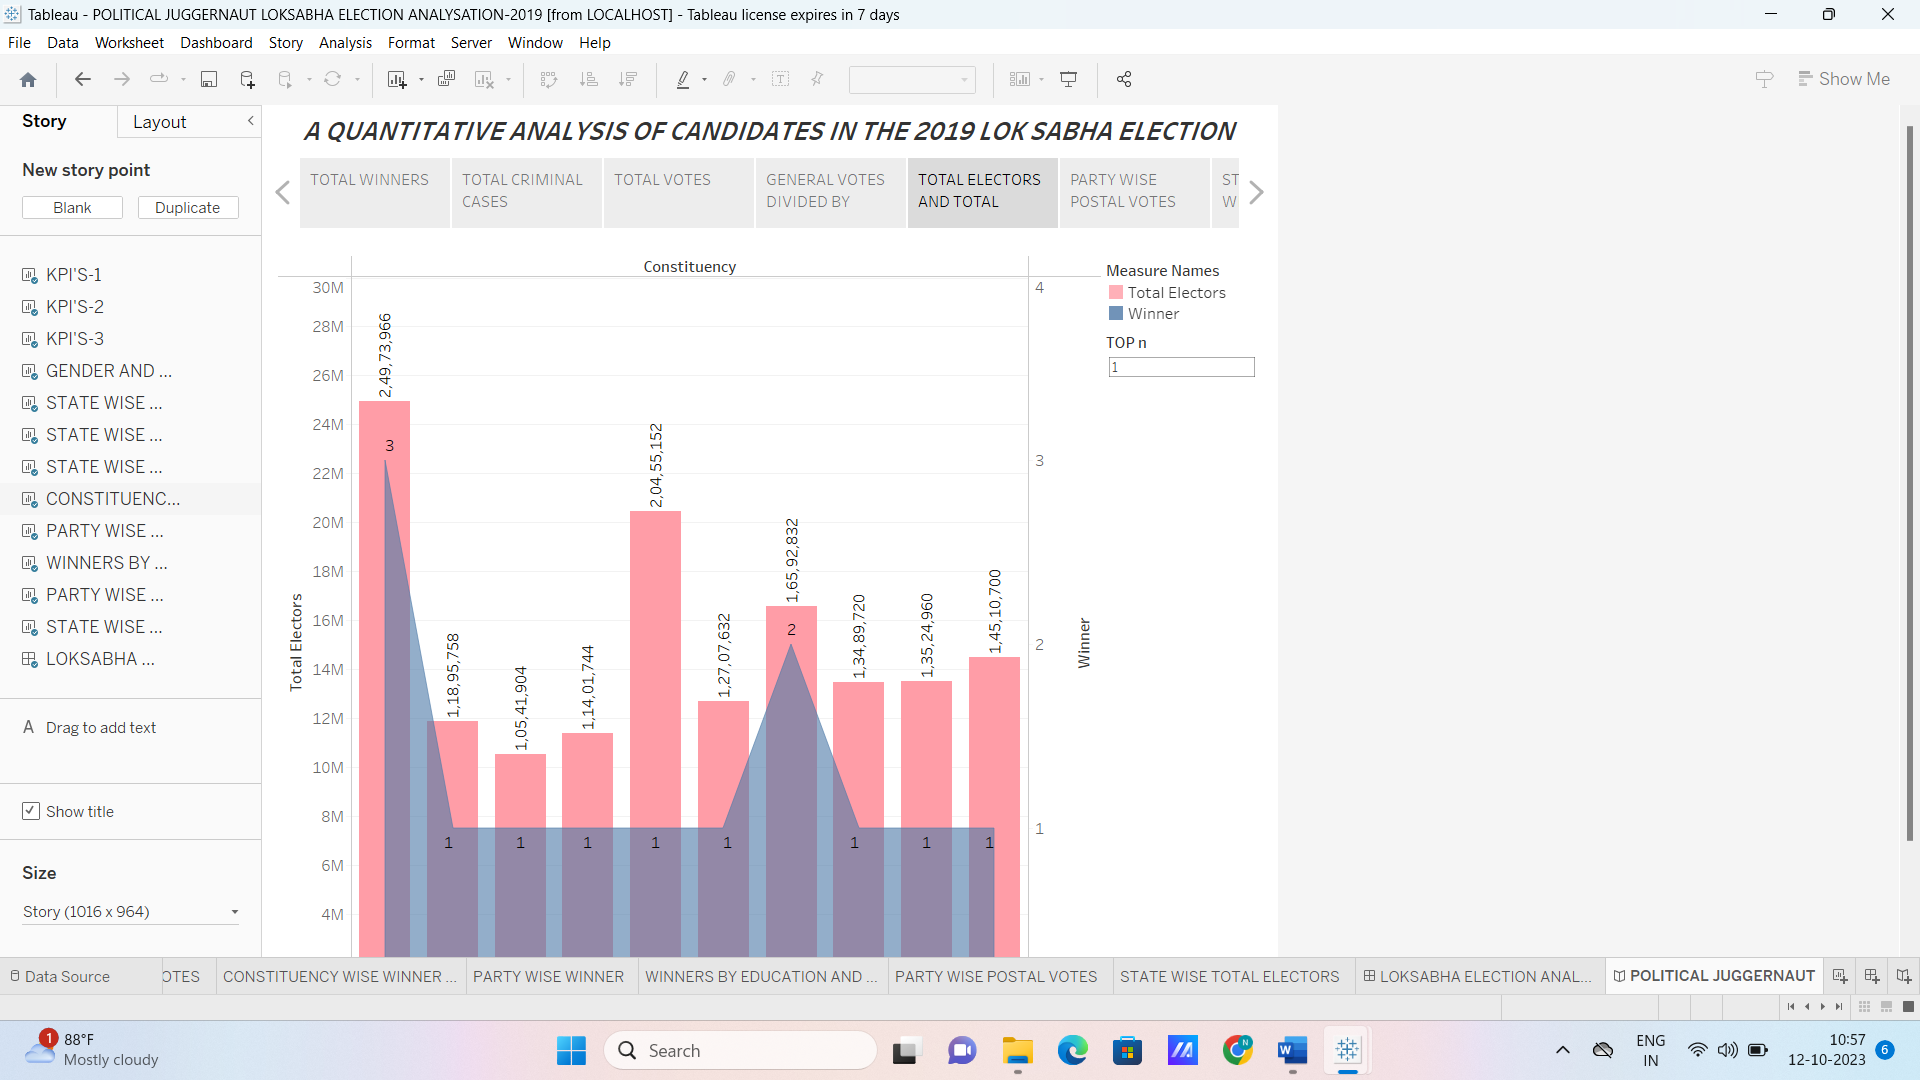 Tableau - POLITICAL JUGGERNAUT LOKSABHA ELECTION ANALYSATION-2019 [from LOCALHOST] - Tableau license expires in 7 days
File Data Worksheet Dashboard Story Analysis Format Server Window Help
Show Me
Story Layout
New story point
Blank Duplicate
KPI'S-1
KPI'S-2
KPI'S-3
GENDER AND ...
STATE WISE ...
STATE WISE ...
STATE WISE ...
CONSTITUENC...
PARTY WISE ...
WINNERS BY ...
PARTY WISE ...
STATE WISE ...
LOKSABHA ...
A Drag to add text
Show title
Size
Story (1016 x 964)
A QUANTITATIVE ANALYSIS OF CANDIDATES IN THE 2019 LOK SABHA ELECTION
TOTAL WINNERS
TOTAL CRIMINAL
CASES
TOTAL VOTES
GENERAL VOTES
DIVIDED BY
TOTAL ELECTORS
AND TOTAL
PARTY WISE
POSTAL VOTES
ST
W
Constituency
30M
28M
26M
24M
22M
20M
18M
16M
14M
12M
10M
8M
6M
4M
Total Electors
2,49,73,966
1,18,95,758
1,05,41,904
1,14,01,744
2,04,55,152
1,27,07,632
1,65,92,832
1,34,89,720
1,35,24,960
1,45,10,700
3
1
1
1
1
1
2
1
1
1
4
3
2
1
Winner
Measure Names
Total Electors
Winner
TOP n
1
Data Source OTES CONSTITUENCY WISE WINNER ... PARTY WISE WINNER WINNERS BY EDUCATION AND ... PARTY WISE POSTAL VOTES STATE WISE TOTAL ELECTORS LOKSABHA ELECTION ANAL... POLITICAL JUGGERNAUT
1
88°F
Mostly cloudy
Search
N
W
ENG
IN
10:57
12-10-2023
6